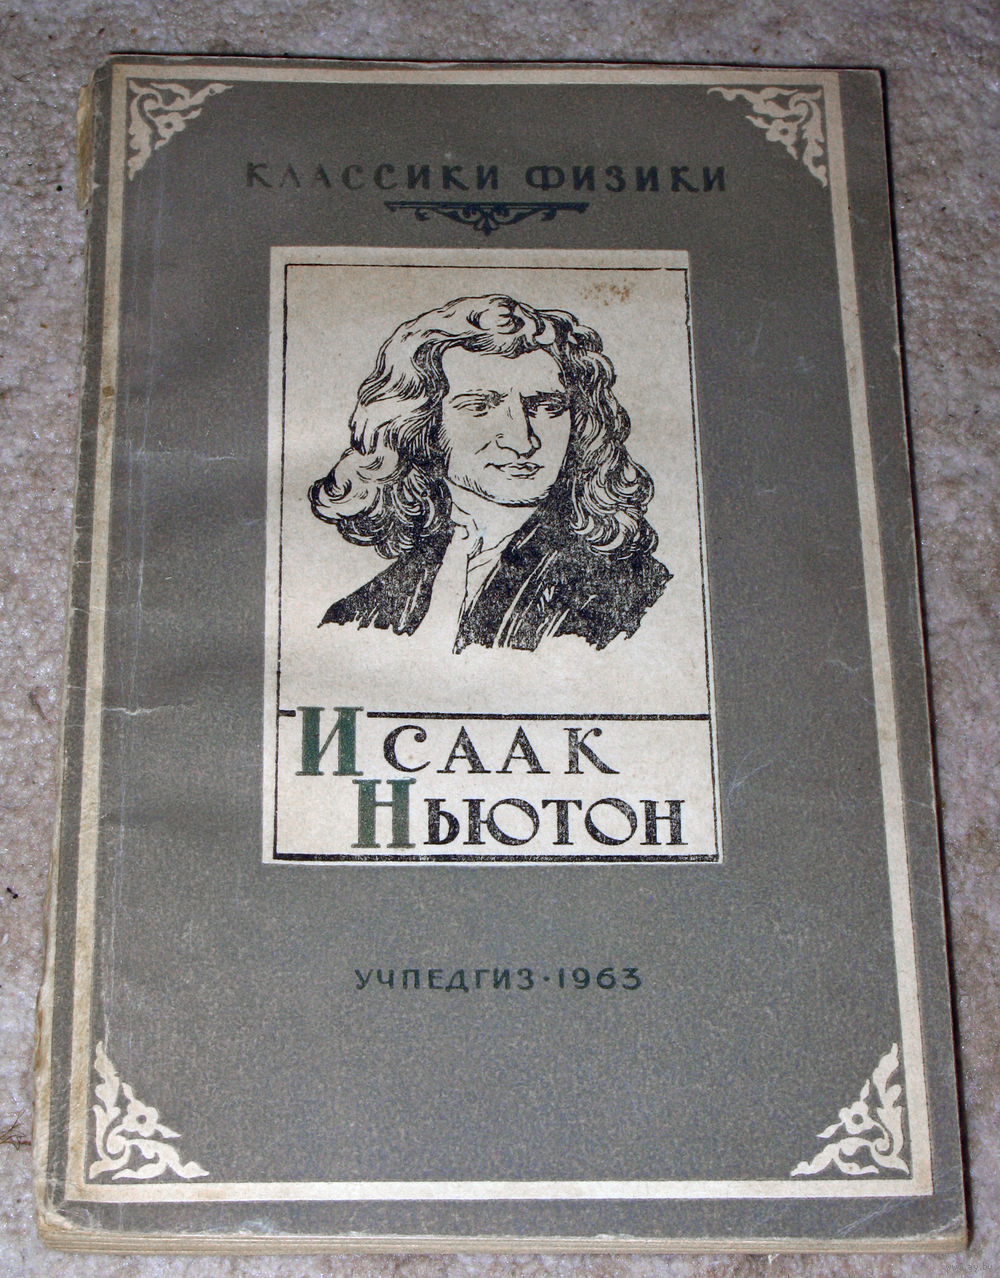 КЛАССИКИ ФИЗИКИ
ИСААК
НЬЮТОН
УЧПЕДГИЗ·1963